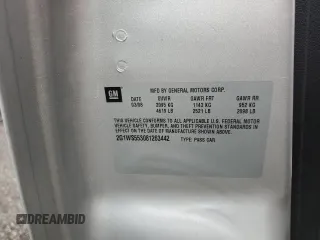 GM
MFD BY GENERAL MOTORS CORP.
DATE GVWR GAWR FRT GAWR RR
03/06 2095 KG 1143 KG 952 KG
4619 LB 2521 LB 2098 LB
THIS VEHICLE CONFORMS TO ALL APPLICABLE U.S. FEDERAL MOTOR
VEHICLE SAFETY, BUMPER, AND THEFT PREVENTION STANDARDS IN EFFECT
ON THE DATE OF MANUFACTURE SHOWN ABOVE.
TYPE: PASS CAR
DREAMBID